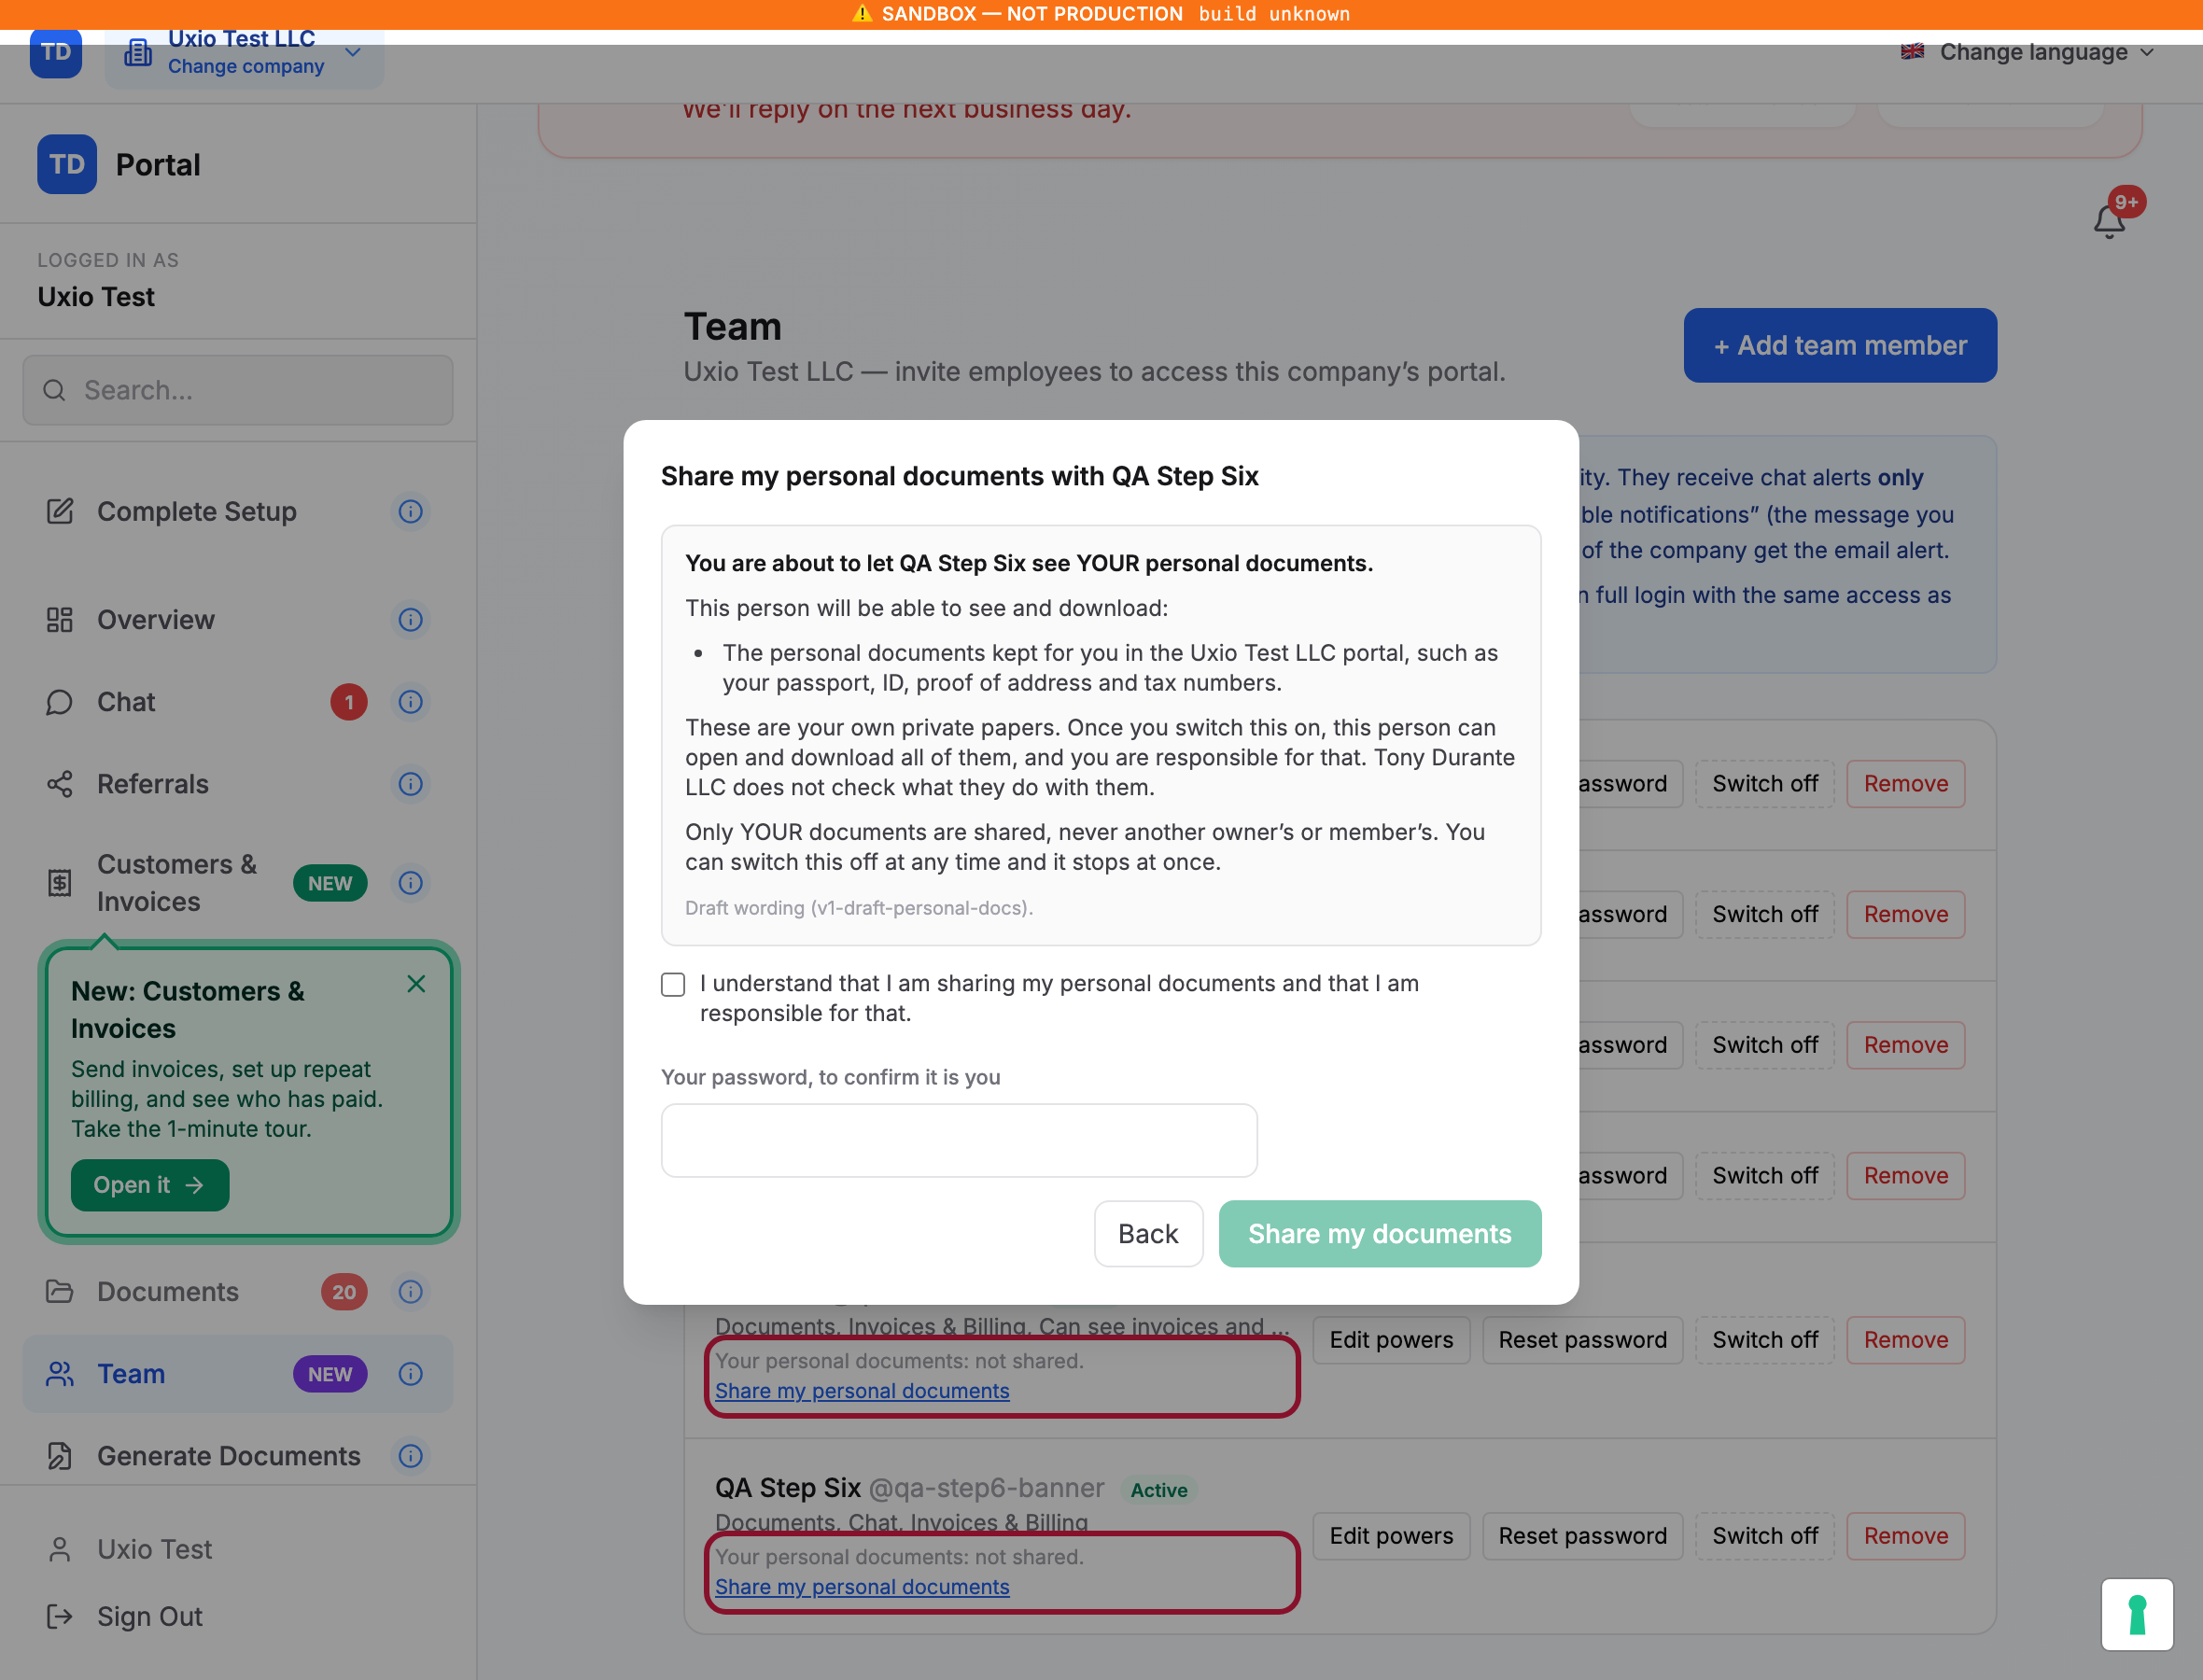 ⚠️ SANDBOX — NOT PRODUCTION build unknown
TD
Uxio Test LLC
Change company
🇬🇧 Change language
TD Portal
LOGGED IN AS
Uxio Test
Search...
Complete Setup
Overview
Chat 1
Referrals
Customers &
Invoices
NEW
New: Customers &
Invoices
Send invoices, set up repeat
billing, and see who has paid.
Take the 1-minute tour.
Open it →
Documents 20
Team NEW
Generate Documents
Uxio Test
Sign Out
We'll reply on the next business day.
9+
Team
Uxio Test LLC — invite employees to access this company's portal.
+ Add team member
ity. They receive chat alerts only
ble notifications” (the message you
of the company get the email alert.
n full login with the same access as
Share my personal documents with QA Step Six
You are about to let QA Step Six see YOUR personal documents.
This person will be able to see and download:
• The personal documents kept for you in the Uxio Test LLC portal, such as
your passport, ID, proof of address and tax numbers.
These are your own private papers. Once you switch this on, this person can
open and download all of them, and you are responsible for that. Tony Durante
LLC does not check what they do with them.
Only YOUR documents are shared, never another owner’s or member’s. You
can switch this off at any time and it stops at once.
Draft wording (v1-draft-personal-docs).
I understand that I am sharing my personal documents and that I am
responsible for that.
Your password, to confirm it is you
Back
Share my documents
assword Switch off Remove
assword Switch off Remove
assword Switch off Remove
assword Switch off Remove
Documents, Invoices & Billing, Can see invoices and ...
Your personal documents: not shared.
Share my personal documents
Edit powers Reset password Switch off Remove
QA Step Six @qa-step6-banner Active
Documents, Chat, Invoices & Billing
Your personal documents: not shared.
Share my personal documents
Edit powers Reset password Switch off Remove